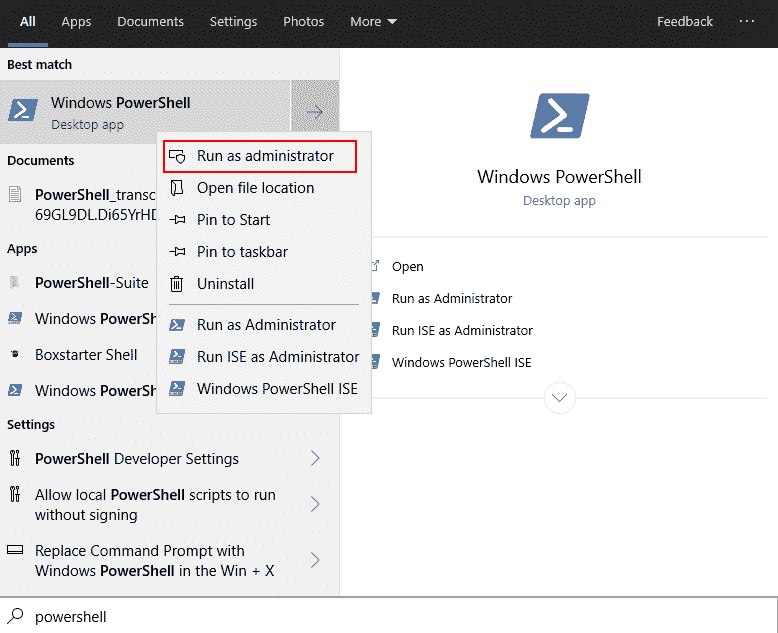 All Apps Documents Settings Photos More Feedback ...
Best match
Windows PowerShell
Desktop app
Documents
PowerShell_transc
69GL9DL.Di65YrHD
Apps
PowerShell-Suite
Windows PowerSh
Boxstarter Shell
Windows PowerSh
Settings
PowerShell Developer Settings
Allow local PowerShell scripts to run
without signing
Replace Command Prompt with
Windows PowerShell in the Win + X
Run as administrator
Open file location
Pin to Start
Pin to taskbar
Uninstall
Run as Administrator
Run ISE as Administrator
Windows PowerShell ISE
Windows PowerShell
Desktop app
Open
Run as Administrator
Run ISE as Administrator
Windows PowerShell ISE
powershell